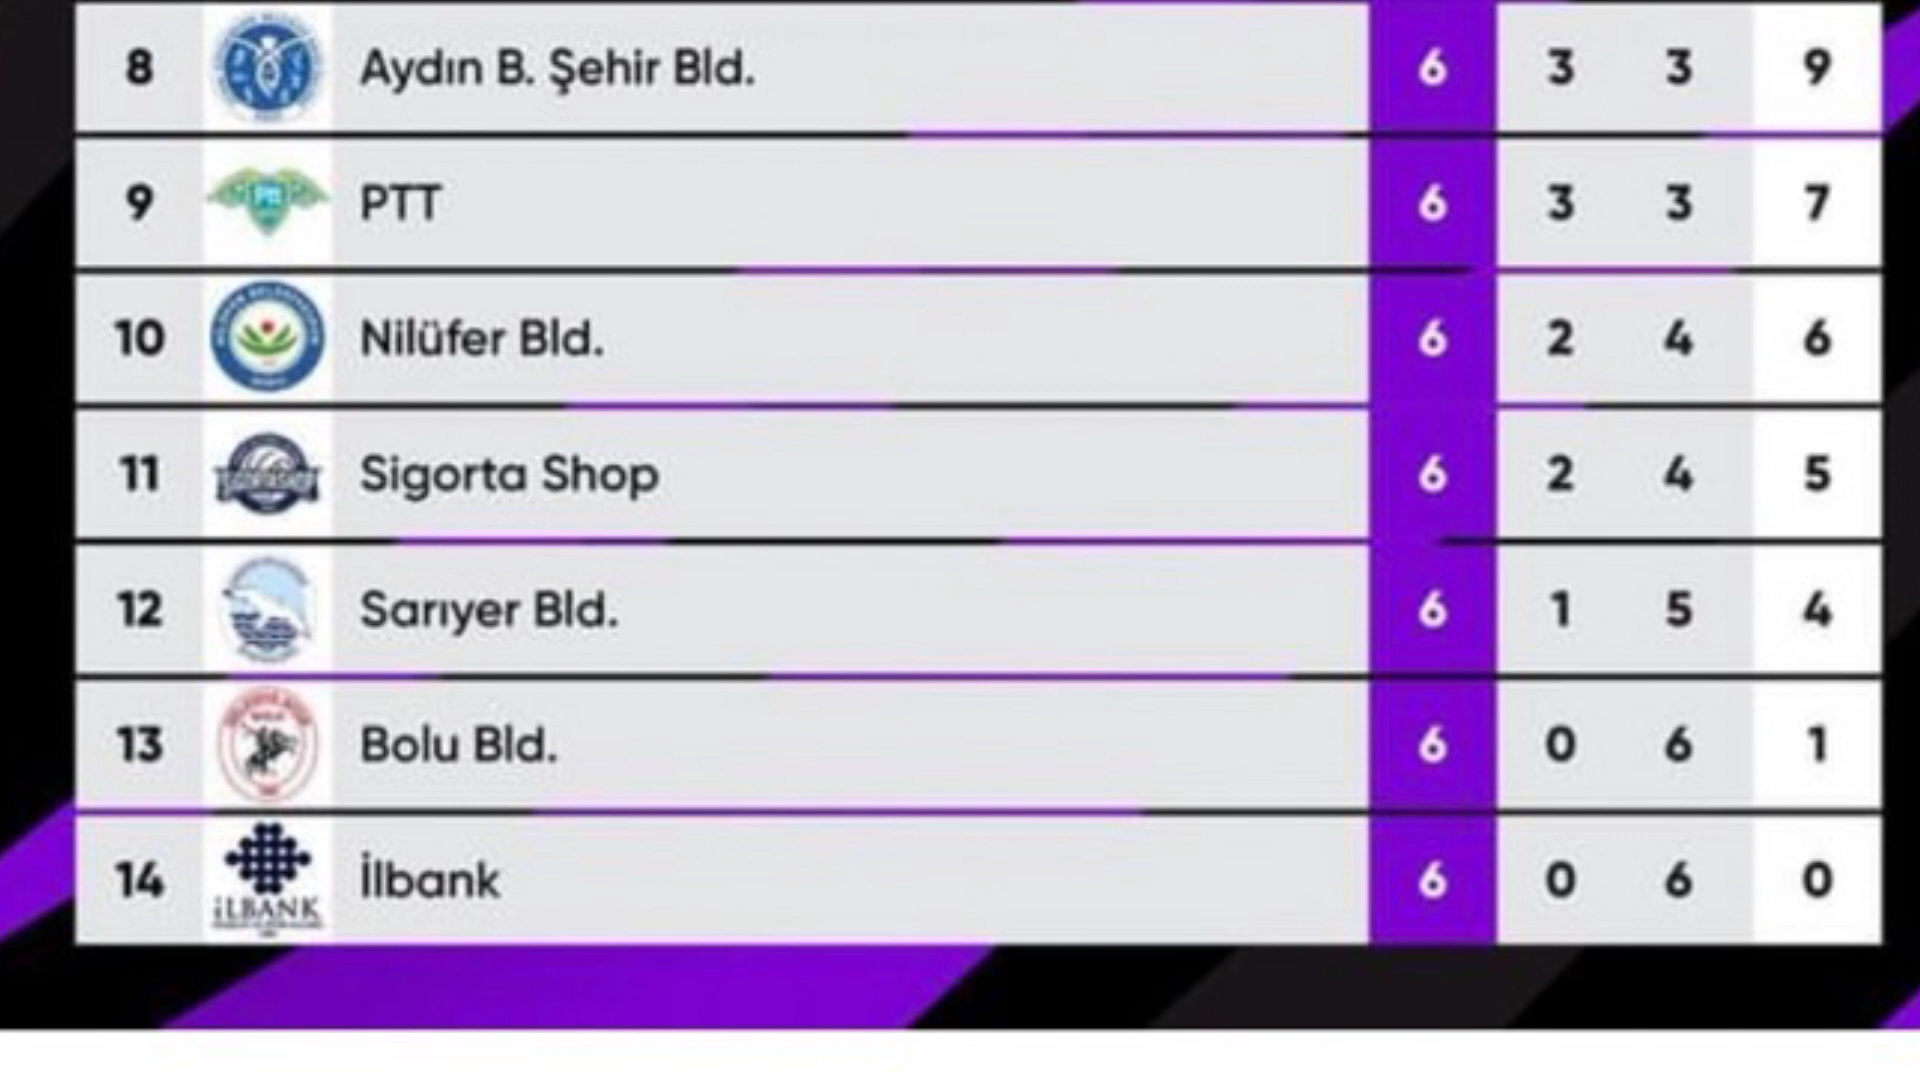 8 Aydın B. Şehir Bld. 6 3 3 9
9 PTT 6 3 3 7
10 Nilüfer Bld. 6 2 4 6
11 Sigorta Shop 6 2 4 5
12 Sarıyer Bld. 6 1 5 4
13 Bolu Bld. 6 0 6 1
14 İLBANK İlbank 6 0 6 0